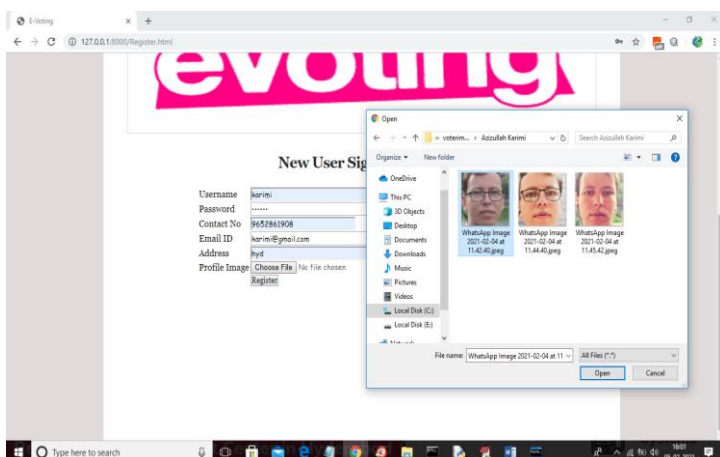 E-Voting
127.0.0.1:8000/Register.html
evoting
New User Sig
Username karimi
Password ······
Contact No 9652861908
Email ID karimi@gmail.com
Address hyd
Profile Image Choose File No file chosen
Register
Open
« voterim... > Azizullah Karimi
Search Azizullah Karimi
Organize
New folder
OneDrive
This PC
3D Objects
Desktop
Documents
Downloads
Music
Pictures
Videos
Local Disk (C:)
Local Disk (E:)
WhatsApp Image 2021-02-04 at 11.42.40.jpeg
WhatsApp Image 2021-02-04 at 11.44.40.jpeg
WhatsApp Image 2021-02-04 at 11.45.42.jpeg
File name: WhatsApp Image 2021-02-04 at 11
All Files (*.*)
Open Cancel
Type here to search
16:01